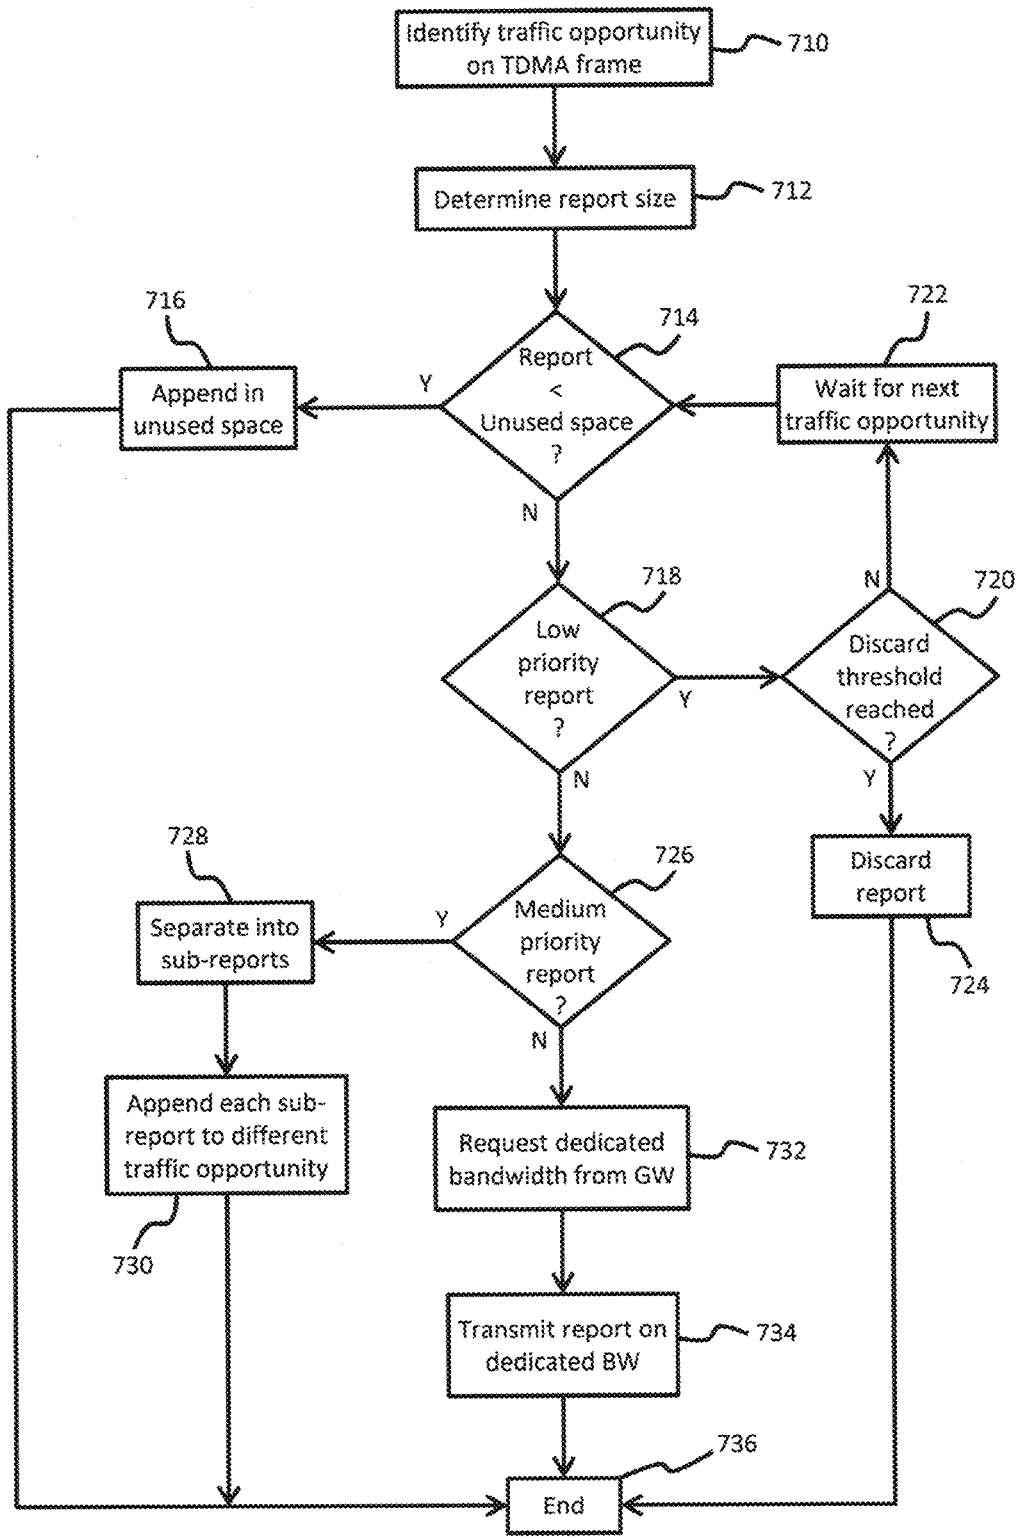 Identify traffic opportunity
on TDMA frame
710
Determine report size
712
716
714
722
Append in
unused space
Y
Report
<
Unused space
?
Wait for next
traffic opportunity
N
718
N
720
Low
priority
report
?
Y
Discard
threshold
reached
?
N
Y
728
726
Discard
report
Separate into
sub-reports
Y
Medium
priority
report
?
724
N
Append each sub-
report to different
traffic opportunity
730
Request dedicated
bandwidth from GW
732
Transmit report on
dedicated BW
734
736
End